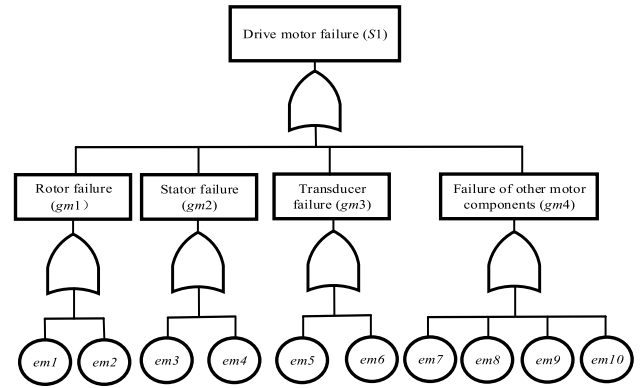 Drive motor failure (S1)
Rotor failure
(gm1）
Stator failure
(gm2)
Transducer
failure (gm3)
Failure of other motor
components (gm4)
em1
em2
em3
em4
em5
em6
em7
em8
em9
em10